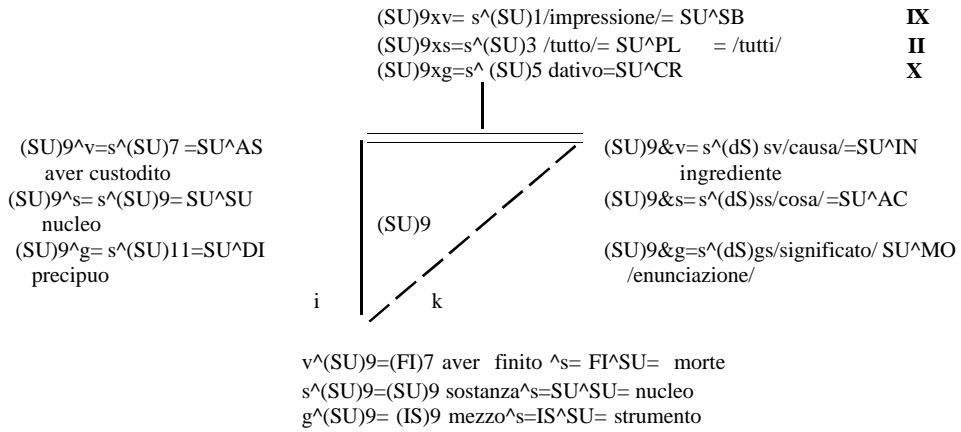 (SU)9xv= s^(SU)1/impressione/= SU^SB IX
(SU)9xs=s^(SU)3 /tutto/= SU^PL = /tutti/ II
(SU)9xg=s^ (SU)5 dativo=SU^CR X
(SU)9^v=s^(SU)7 =SU^AS
aver custodito
(SU)9^s= s^(SU)9= SU^SU
nucleo
(SU)9^g= s^(SU)11=SU^DI
precipuo
(SU)9
i k
(SU)9&v= s^(dS) sv/causa/=SU^IN
ingrediente
(SU)9&s= s^(dS)ss/cosa/=SU^AC
(SU)9&g=s^(dS)gs/significato/ SU^MO
/enunciazione/
v^(SU)9=(FI)7 aver finito ^s= FI^SU= morte
s^(SU)9=(SU)9 sostanza^s=SU^SU= nucleo
g^(SU)9= (IS)9 mezzo^s=IS^SU= strumento